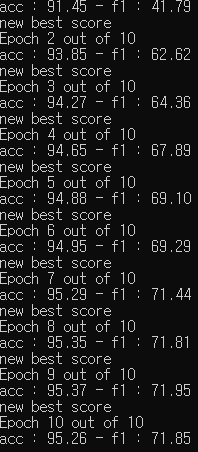 acc : 91.45 - f1 : 41.79
new best score
Epoch 2 out of 10
acc : 93.85 - f1 : 62.62
new best score
Epoch 3 out of 10
acc : 94.27 - f1 : 64.36
new best score
Epoch 4 out of 10
acc : 94.65 - f1 : 67.89
new best score
Epoch 5 out of 10
acc : 94.88 - f1 : 69.10
new best score
Epoch 6 out of 10
acc : 94.95 - f1 : 69.29
new best score
Epoch 7 out of 10
acc : 95.29 - f1 : 71.44
new best score
Epoch 8 out of 10
acc : 95.35 - f1 : 71.81
new best score
Epoch 9 out of 10
acc : 95.37 - f1 : 71.95
new best score
Epoch 10 out of 10
acc : 95.26 - f1 : 71.85